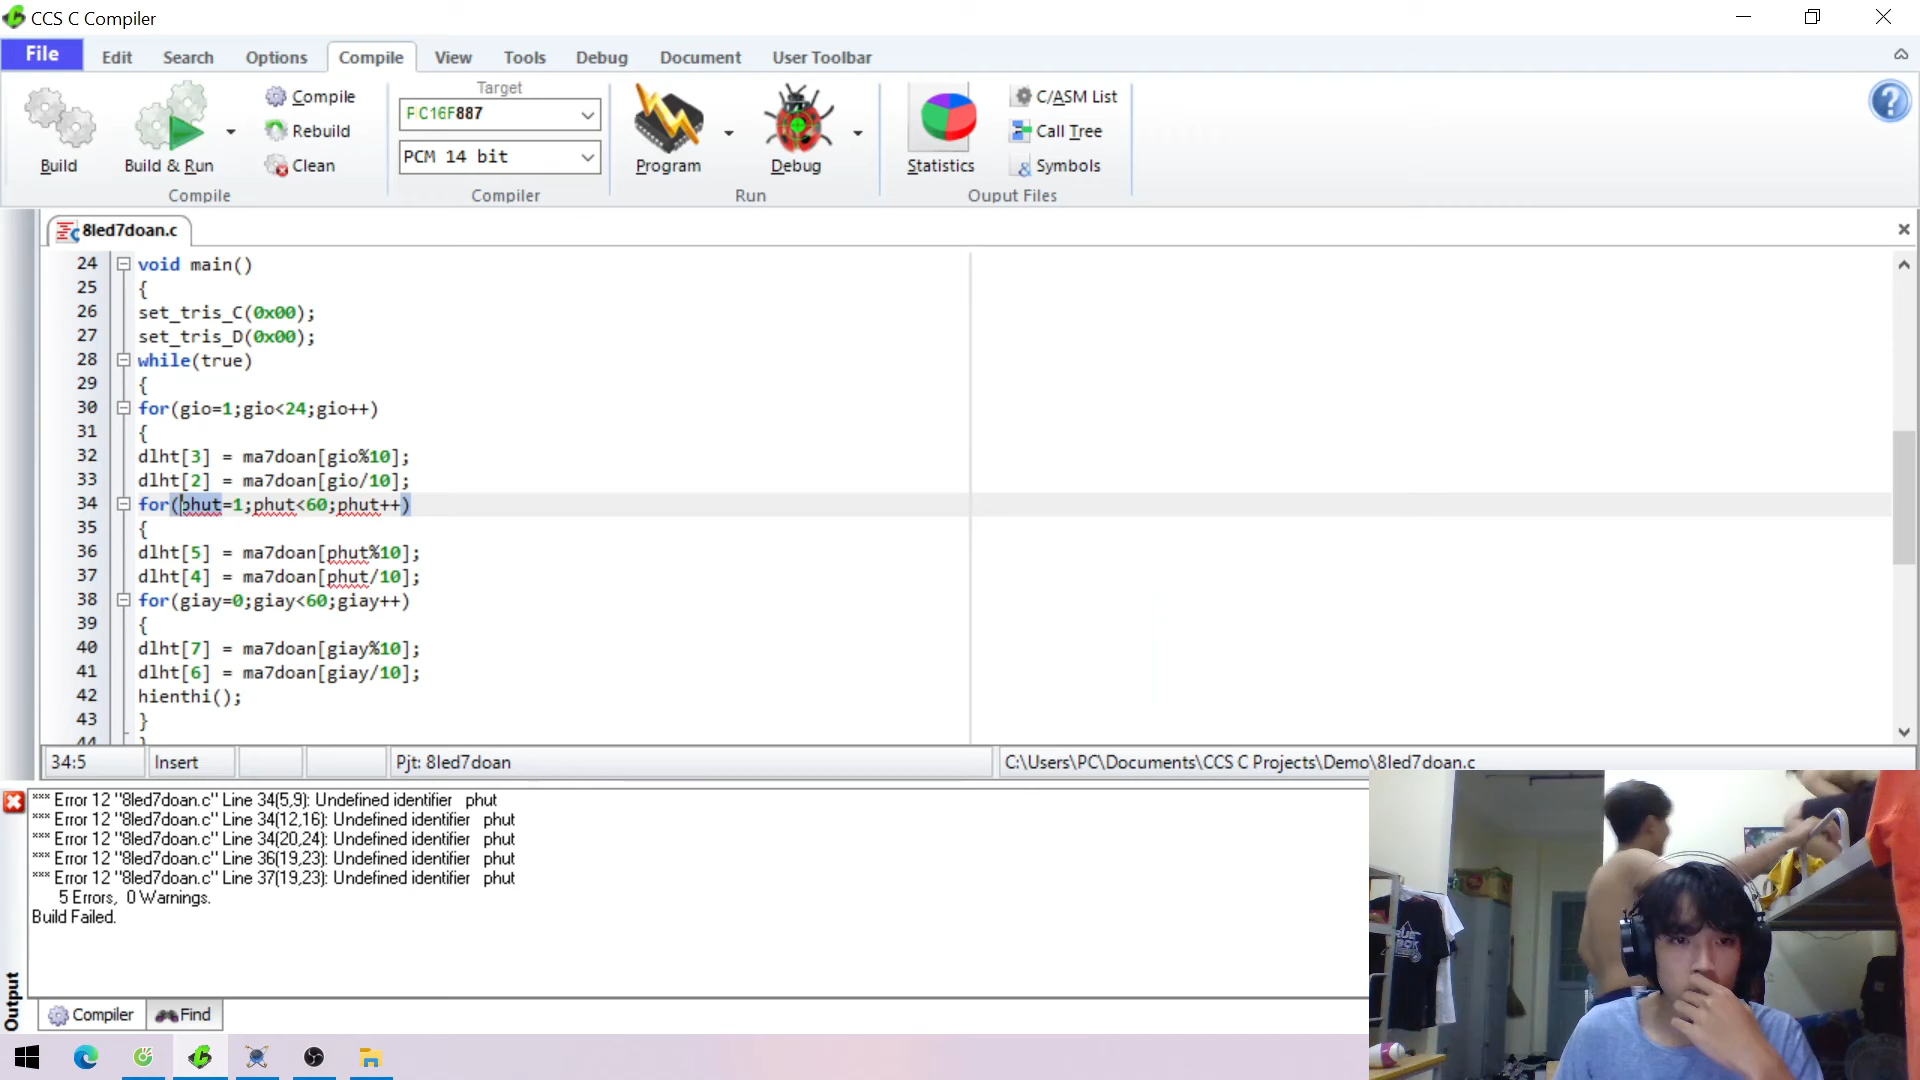 CCS C Compiler
File Edit Search Options Compile View Tools Debug Document User Toolbar
Build
Build & Run
Compile
Rebuild
Clean
Compile
Target
PIC16F887
PCM 14 bit
Compiler
Program
Debug
Run
Statistics
C/ASM List
Call Tree
Symbols
Ouput Files
8led7doan.c
24 void main()
25 {
26 set_tris_C(0x00);
27 set_tris_D(0x00);
28 while(true)
29 {
30 for(gio=1;gio<24;gio++)
31 {
32 dlht[3] = ma7doan[gio%10];
33 dlht[2] = ma7doan[gio/10];
34 for(phut=1;phut<60;phut++)
35 {
36 dlht[5] = ma7doan[phut%10];
37 dlht[4] = ma7doan[phut/10];
38 for(giay=0;giay<60;giay++)
39 {
40 dlht[7] = ma7doan[giay%10];
41 dlht[6] = ma7doan[giay/10];
42 hienthi();
43 }
44 }
34:5 Insert Pjt: 8led7doan C:\Users\PC\Documents\CCS C Projects\Demo\8led7doan.c
*** Error 12 "8led7doan.c" Line 34(5,9): Undefined identifier phut
*** Error 12 "8led7doan.c" Line 34(12,16): Undefined identifier phut
*** Error 12 "8led7doan.c" Line 34(20,24): Undefined identifier phut
*** Error 12 "8led7doan.c" Line 36(19,23): Undefined identifier phut
*** Error 12 "8led7doan.c" Line 37(19,23): Undefined identifier phut
5 Errors, 0 Warnings.
Build Failed.
Output
Compiler Find